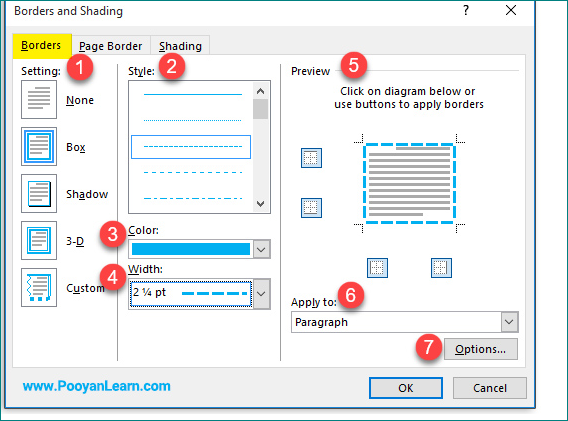 Borders and Shading
Borders
Page Border
Shading
Setting:
1
None
Box
Shadow
3-D
Custom
Style:
2
3
Color:
4
Width:
2 ¼ pt
Preview
5
Click on diagram below or
use buttons to apply borders
6
Apply to:
Paragraph
7
Options...
www.PooyanLearn.com
OK
Cancel